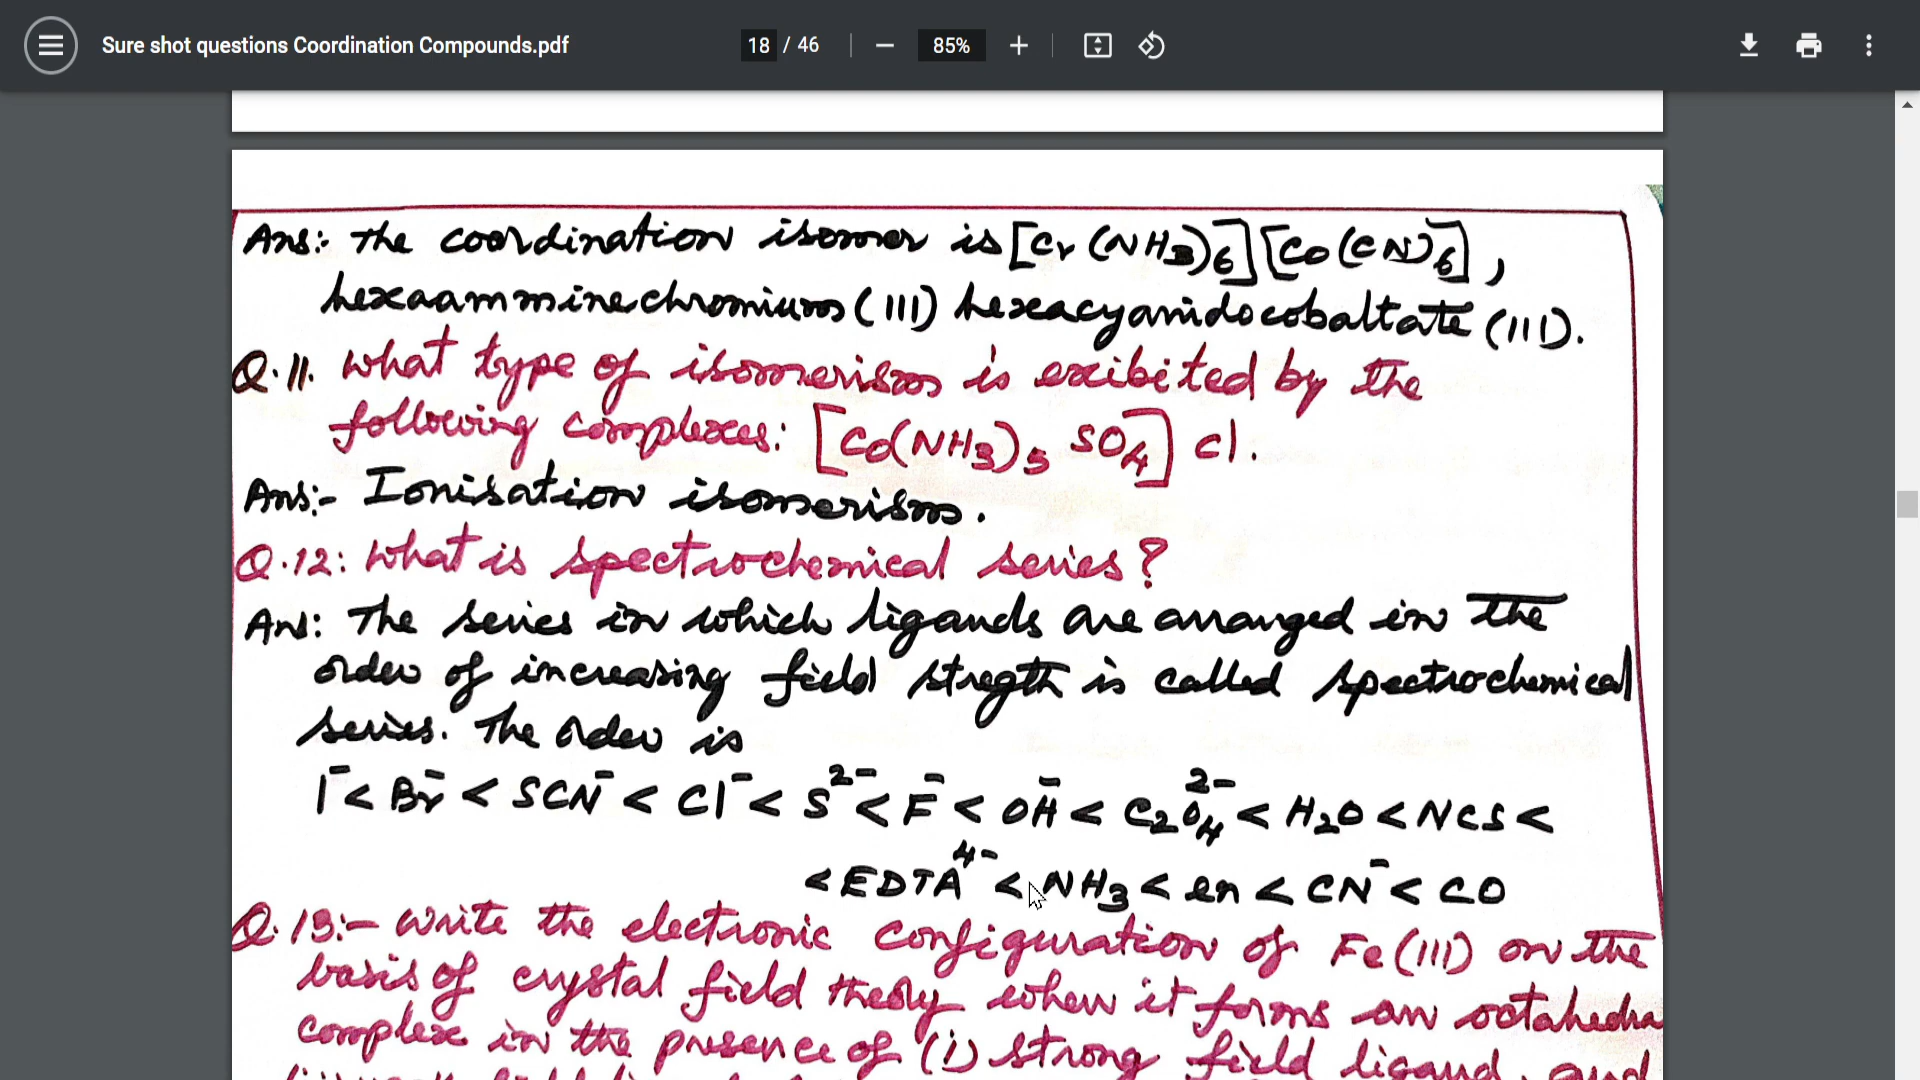 Sure shot questions Coordination Compounds.pdf
18 / 46
85%
Ans:- The coordination isomer is [Cr(NH3)6][Co(CN)6],
hexaamminechromium(III) hexacyanidocobaltate(III).
Q.11. What type of isomerism is exibited by the
following complexes: [Co(NH3)5 SO4] Cl.
Ans:- Ionisation isomerism.
Q.12: What is spectrochemical series?
Ans: The series in which ligands are arranged in the
order of increasing field stregth is called spectrochemical
series. The order is
I⁻ < Br⁻ < SCN⁻ < Cl⁻ < S²⁻ < F⁻ < OH⁻ < C2O4²⁻ < H2O < NCS <
< EDTA⁴⁻ < NH3 < en < CN⁻ < CO
Q.13:- Write the electronic configuration of Fe(III) on the
basis of crystal field theory when it forms an octahedra
complex in the presence of (i) strong field ligand, and